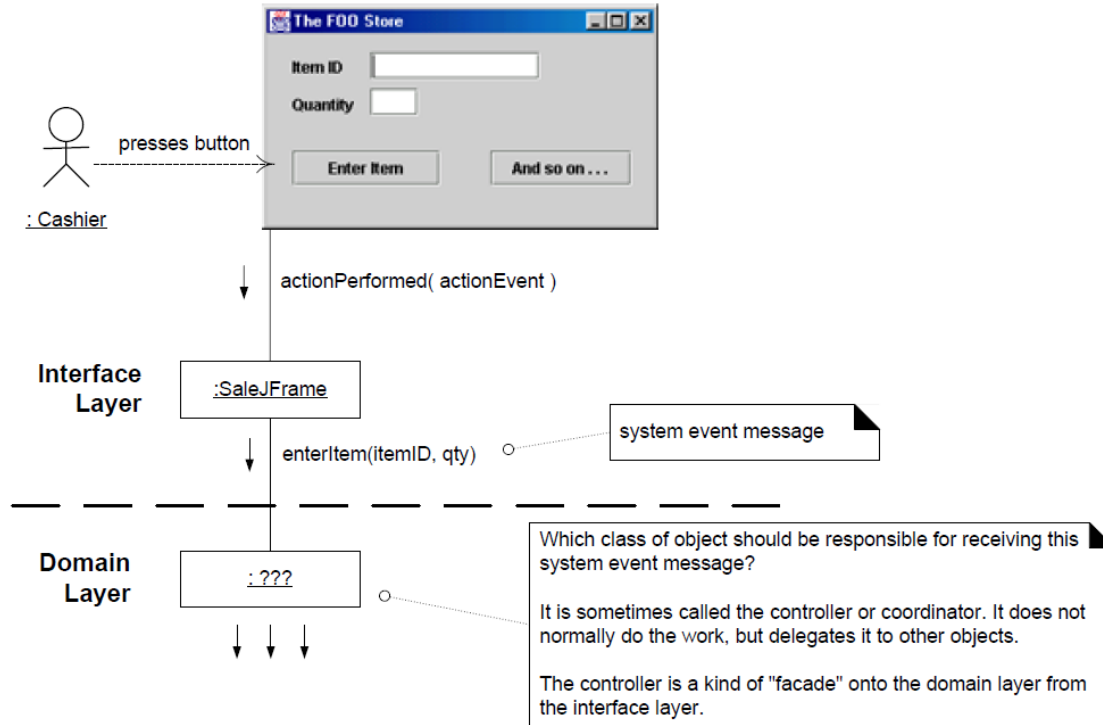 The FOO Store
Item ID
Quantity
presses button
Enter Item
And so on . . .
: Cashier
actionPerformed( actionEvent )
Interface
Layer
:SaleJFrame
system event message
enterItem(itemID, qty)
Domain
Layer
: ???
Which class of object should be responsible for receiving this
system event message?
It is sometimes called the controller or coordinator. It does not
normally do the work, but delegates it to other objects.
The controller is a kind of "facade" onto the domain layer from
the interface layer.